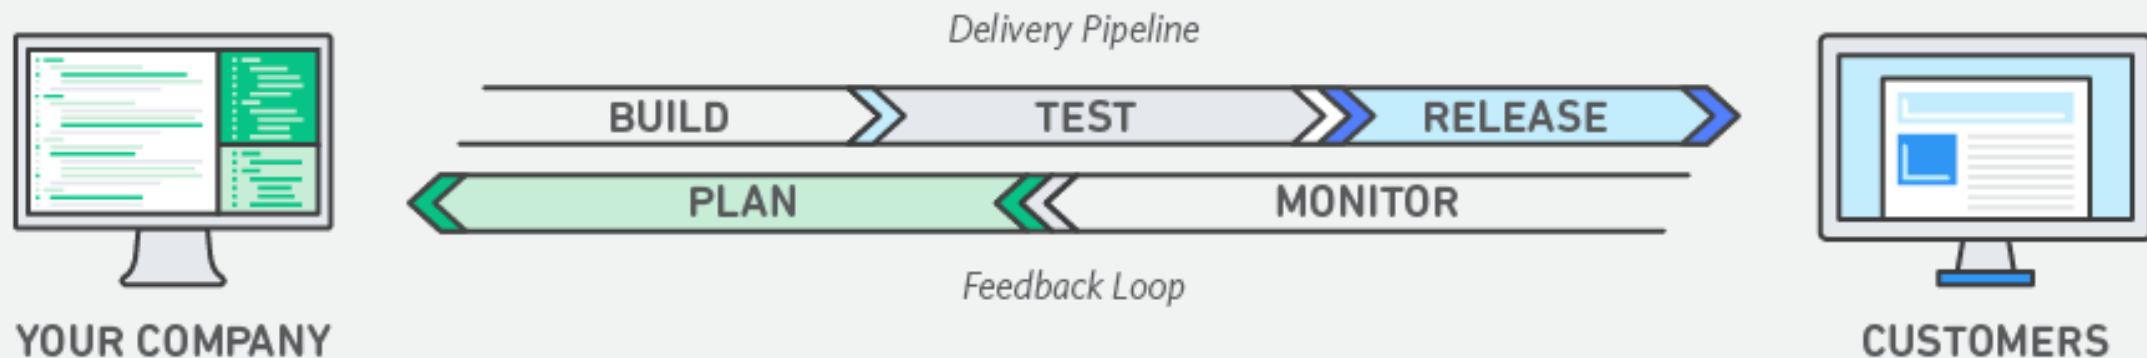 Delivery Pipeline
BUILD TEST RELEASE
PLAN MONITOR
Feedback Loop
YOUR COMPANY CUSTOMERS